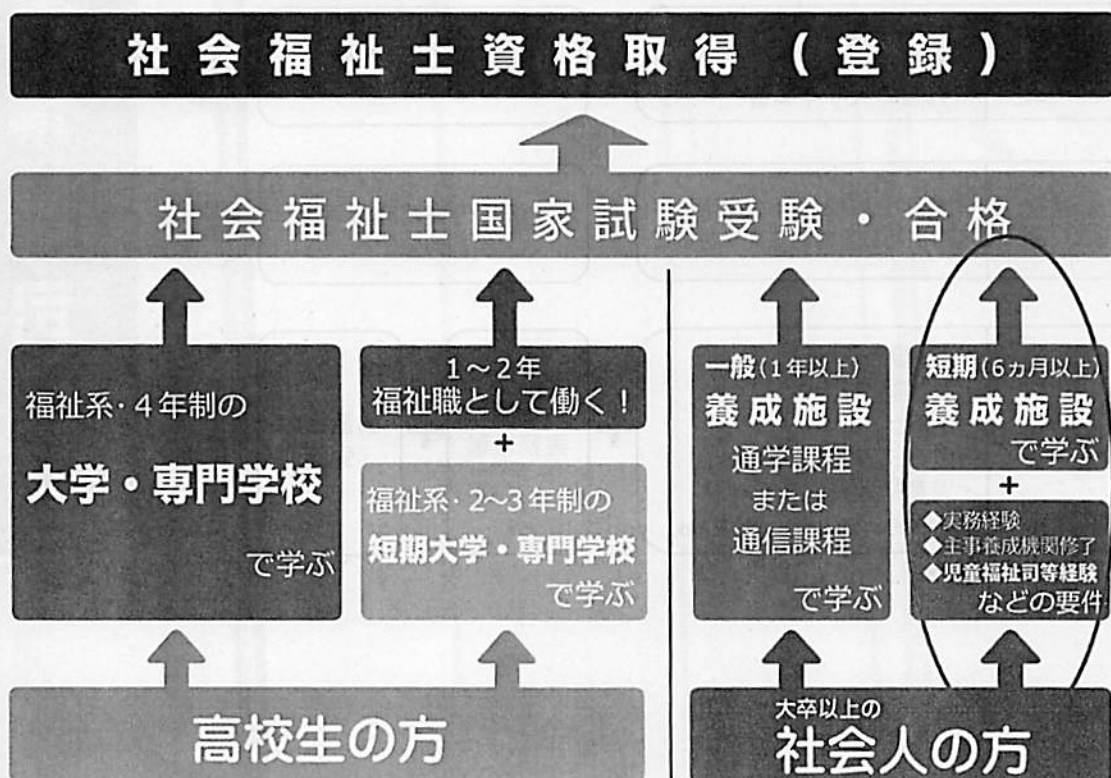 社会福祉士資格取得(登録)
社会福祉士国家試験受験・合格
福祉系・4年制の
大学・専門学校
で学ぶ
1~2年
福祉職として働く!
+
福祉系・2~3年制の
短期大学・専門学校
で学ぶ
一般(1年以上)
養成施設
通学課程
または
通信課程
で学ぶ
短期(6ヵ月以上)
養成施設
で学ぶ
+
◆実務経験
◆主事養成機関修了
◆児童福祉司等経験
などの要件
高校生の方
大卒以上の
社会人の方